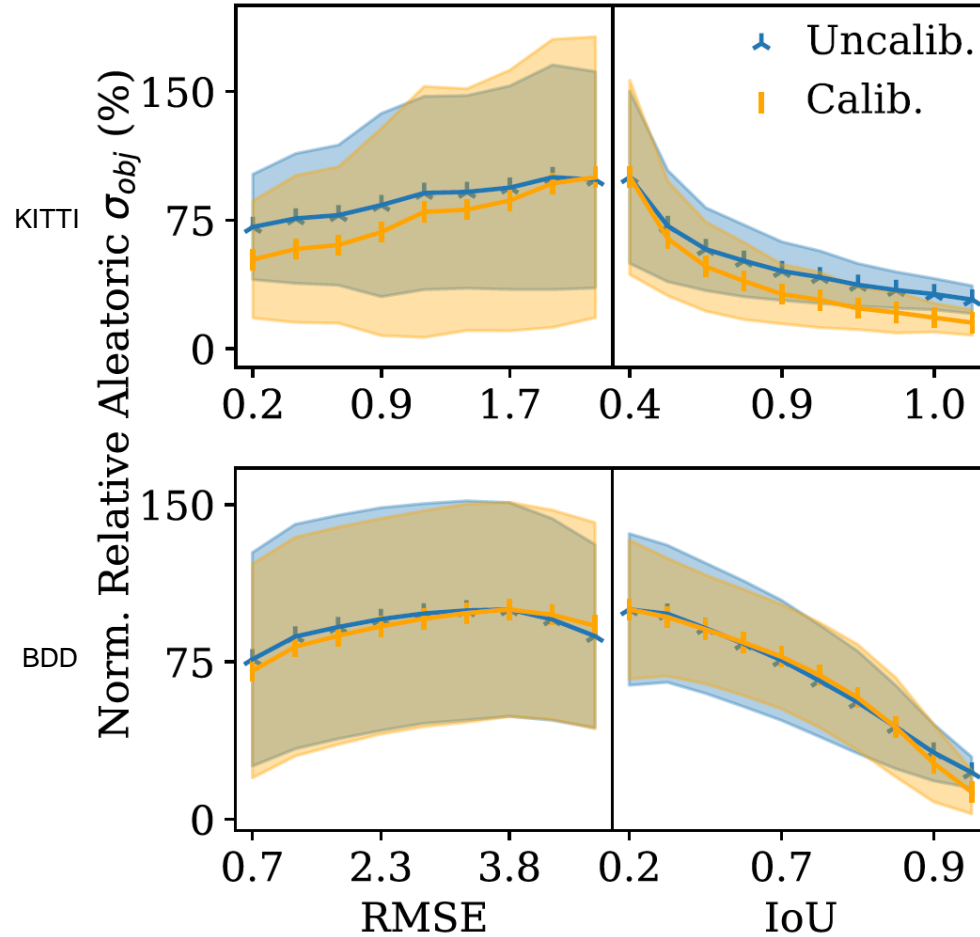 Uncalib.
Calib.
Norm. Relative Aleatoric σobj (%)
KITTI
150
75
0
0.2 0.9 1.7 0.4 0.9 1.0
BDD
150
75
0
0.7 2.3 3.8 0.2 0.7 0.9
RMSE IoU